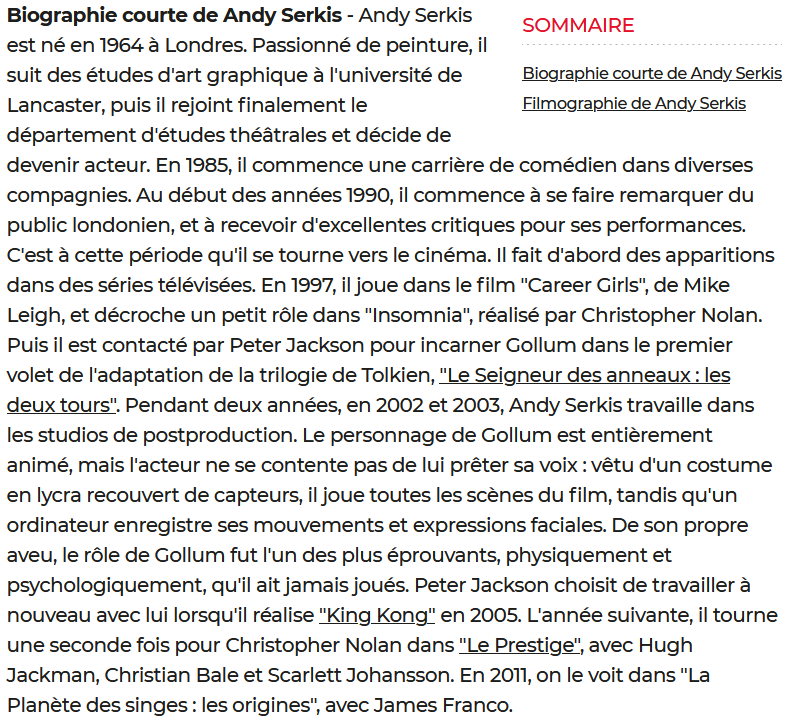 Biographie courte de Andy Serkis - Andy Serkis
est né en 1964 à Londres. Passionné de peinture, il
suit des études d'art graphique à l'université de
Lancaster, puis il rejoint finalement le
département d'études théâtrales et décide de
devenir acteur. En 1985, il commence une carrière de comédien dans diverses
compagnies. Au début des années 1990, il commence à se faire remarquer du
public londonien, et à recevoir d'excellentes critiques pour ses performances.
C'est à cette période qu'il se tourne vers le cinéma. Il fait d'abord des apparitions
dans des séries télévisées. En 1997, il joue dans le film "Career Girls", de Mike
Leigh, et décroche un petit rôle dans "Insomnia", réalisé par Christopher Nolan.
Puis il est contacté par Peter Jackson pour incarner Gollum dans le premier
volet de l'adaptation de la trilogie de Tolkien, "Le Seigneur des anneaux : les
deux tours". Pendant deux années, en 2002 et 2003, Andy Serkis travaille dans
les studios de postproduction. Le personnage de Gollum est entièrement
animé, mais l'acteur ne se contente pas de lui prêter sa voix : vêtu d'un costume
en lycra recouvert de capteurs, il joue toutes les scènes du film, tandis qu'un
ordinateur enregistre ses mouvements et expressions faciales. De son propre
aveu, le rôle de Gollum fut l'un des plus éprouvants, physiquement et
psychologiquement, qu'il ait jamais joués. Peter Jackson choisit de travailler à
nouveau avec lui lorsqu'il réalise "King Kong" en 2005. L'année suivante, il tourne
une seconde fois pour Christopher Nolan dans "Le Prestige", avec Hugh
Jackman, Christian Bale et Scarlett Johansson. En 2011, on le voit dans "La
Planète des singes : les origines", avec James Franco.
SOMMAIRE
Biographie courte de Andy Serkis
Filmographie de Andy Serkis